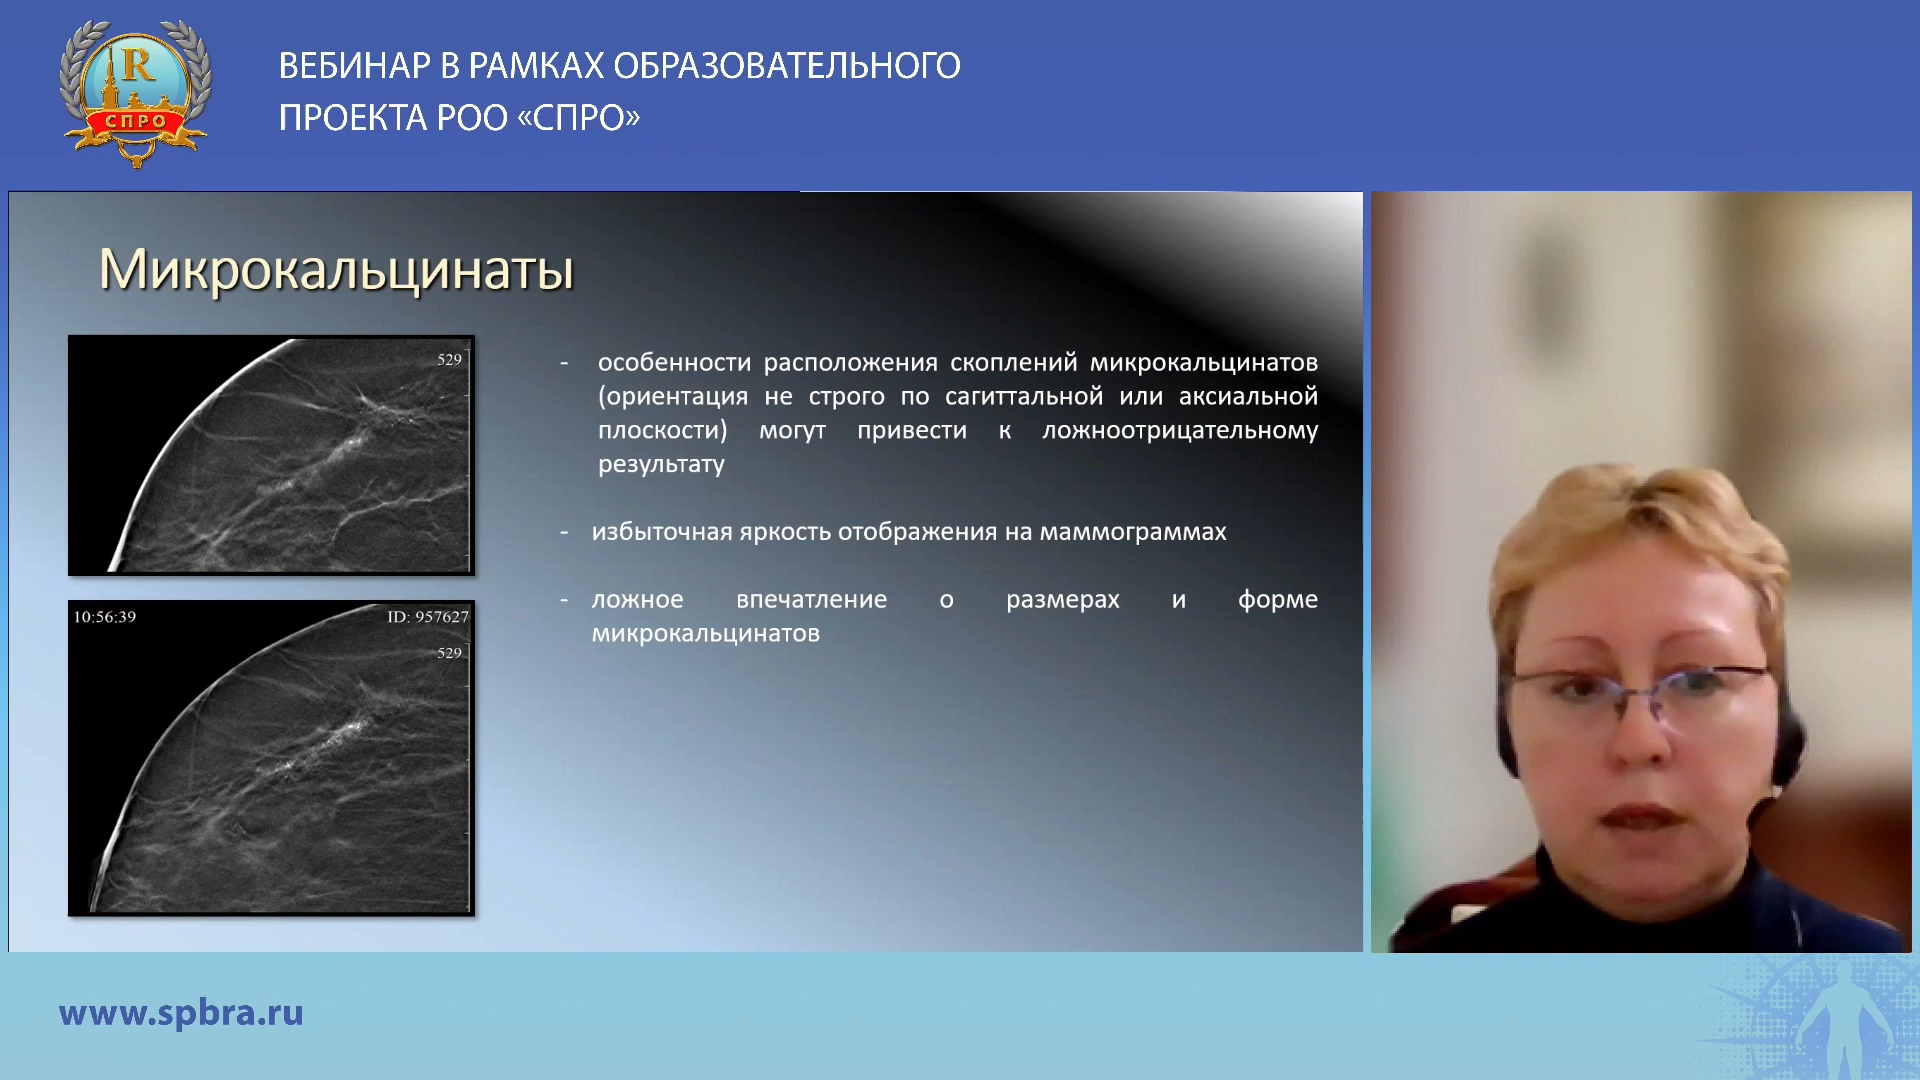 R
СПРО
ВЕБИНАР В РАМКАХ ОБРАЗОВАТЕЛЬНОГО
ПРОЕКТА РОО «СПРО»
Микрокальцинаты
529
10:56:39
ID: 957627
529
- особенности расположения скоплений микрокальцинатов
(ориентация не строго по сагиттальной или аксиальной
плоскости) могут привести к ложноотрицательному
результату
- избыточная яркость отображения на маммограммах
- ложное впечатление о размерах и форме
микрокальцинатов
www.spbra.ru